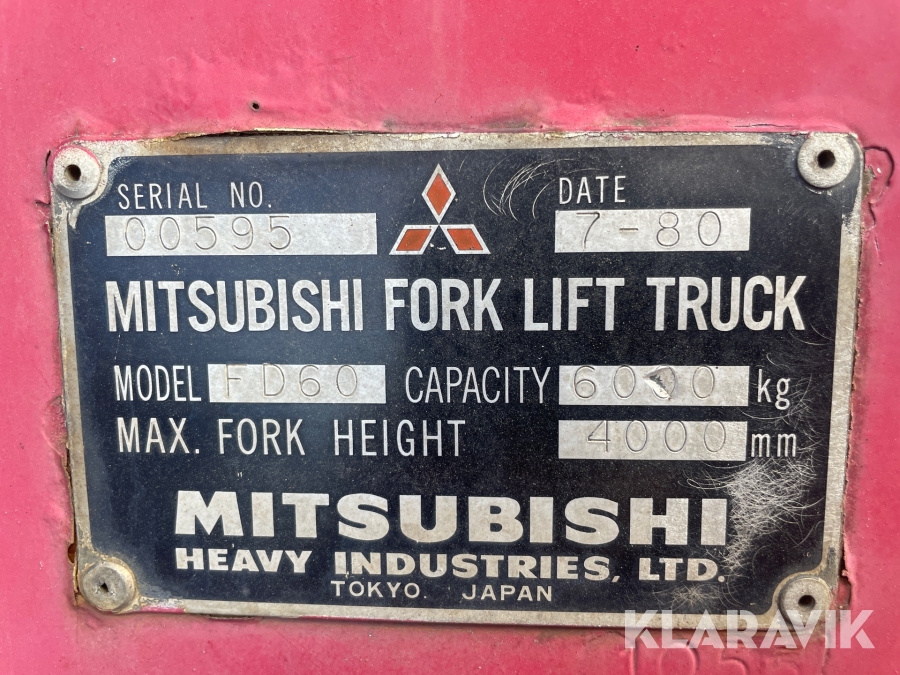 SERIAL NO. DATE
00595 7-80
MITSUBISHI FORK LIFT TRUCK
MODEL FD60 CAPACITY 6000 kg
MAX. FORK HEIGHT 4000 mm
MITSUBISHI
HEAVY INDUSTRIES, LTD.
TOKYO. JAPAN
KLARAVIK